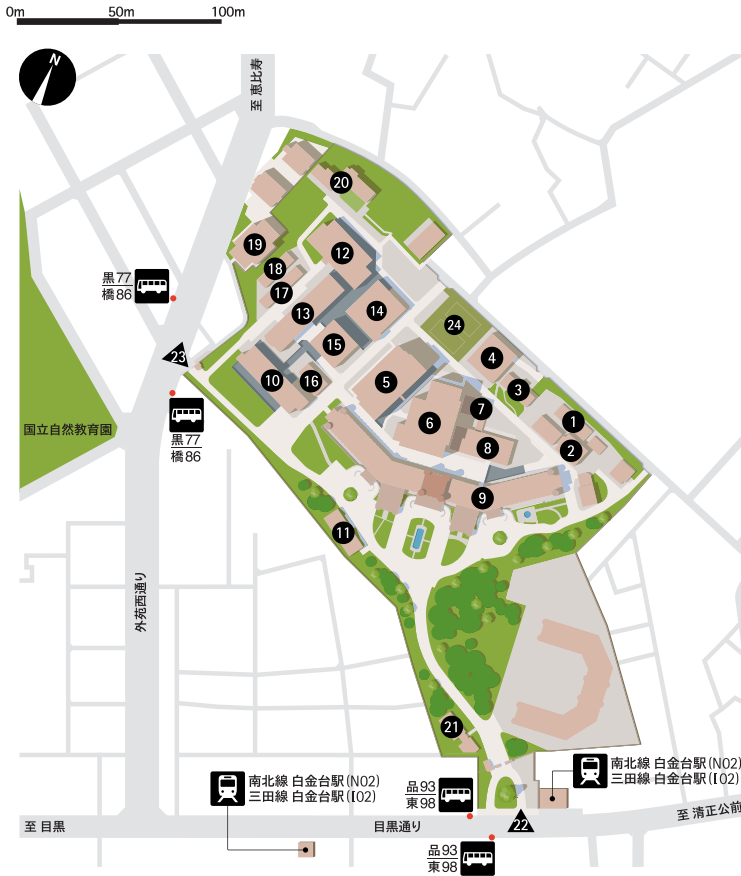 0m 50m 100m
N
至 恵比寿
20
19
12
18
17
13
14
24
黒77
橋86
15
4
23
10
16
5
3
黒77
橋86
6
7
1
国立自然教育園
8
2
9
11
外苑西通り
21
南北線 白金台駅(N02)
三田線 白金台駅(I02)
南北線 白金台駅(N02)
三田線 白金台駅(I02)
品93
東98
至 目黒
目黒通り
22
至 清正公前
品93
東98